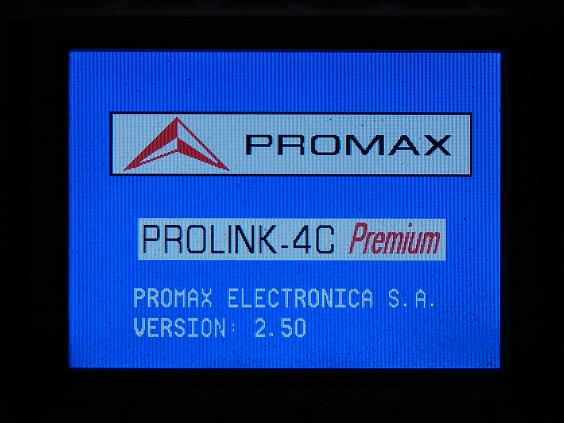 PROMAX
PROLINK-4C Premium
PROMAX ELECTRONICA S.A.
VERSION: 2.50